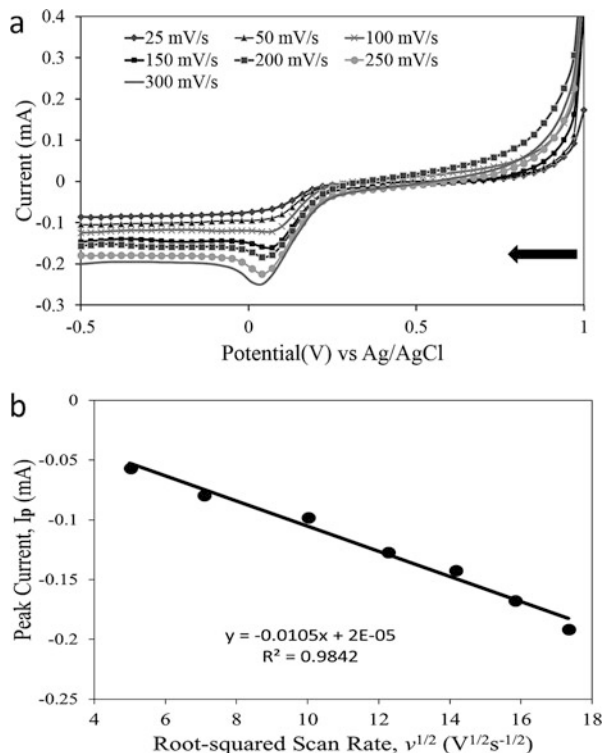 a
0.4
0.3
0.2
0.1
0
-0.1
-0.2
-0.3
Current (mA)
25 mV/s 50 mV/s 100 mV/s
150 mV/s 200 mV/s 250 mV/s
300 mV/s
-0.5 0 0.5 1
Potential(V) vs Ag/AgCl
b
0
-0.05
-0.1
-0.15
-0.2
-0.25
Peak Current, Ip (mA)
y = -0.0105x + 2E-05
R² = 0.9842
4 6 8 10 12 14 16 18
Root-squared Scan Rate, v^1/2 (V^1/2s^-1/2)